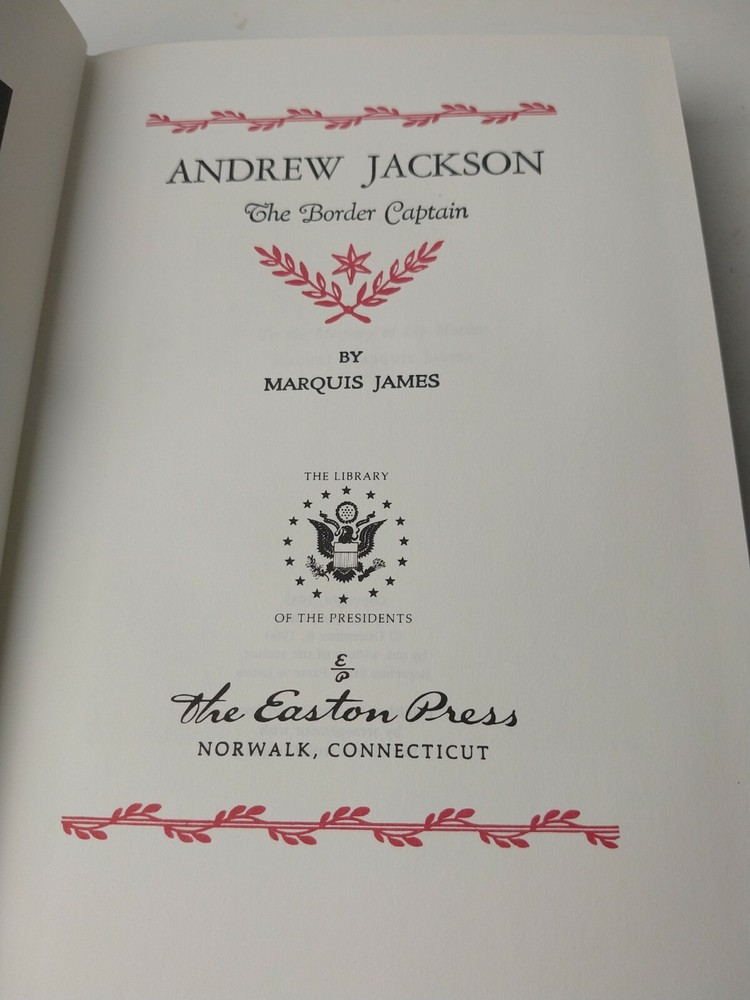 ANDREW JACKSON
The Border Captain
BY
MARQUIS JAMES
THE LIBRARY
OF THE PRESIDENTS
E
P
The Easton Press
NORWALK, CONNECTICUT